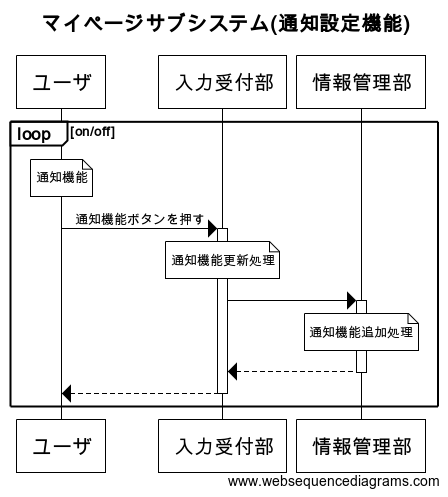 マイページサブシステム(通知設定機能)
ユーザ
入力受付部
情報管理部
loop
[on/off]
通知機能
通知機能ボタンを押す
通知機能更新処理
通知機能追加処理
ユーザ
入力受付部
情報管理部
www.websequencediagrams.com